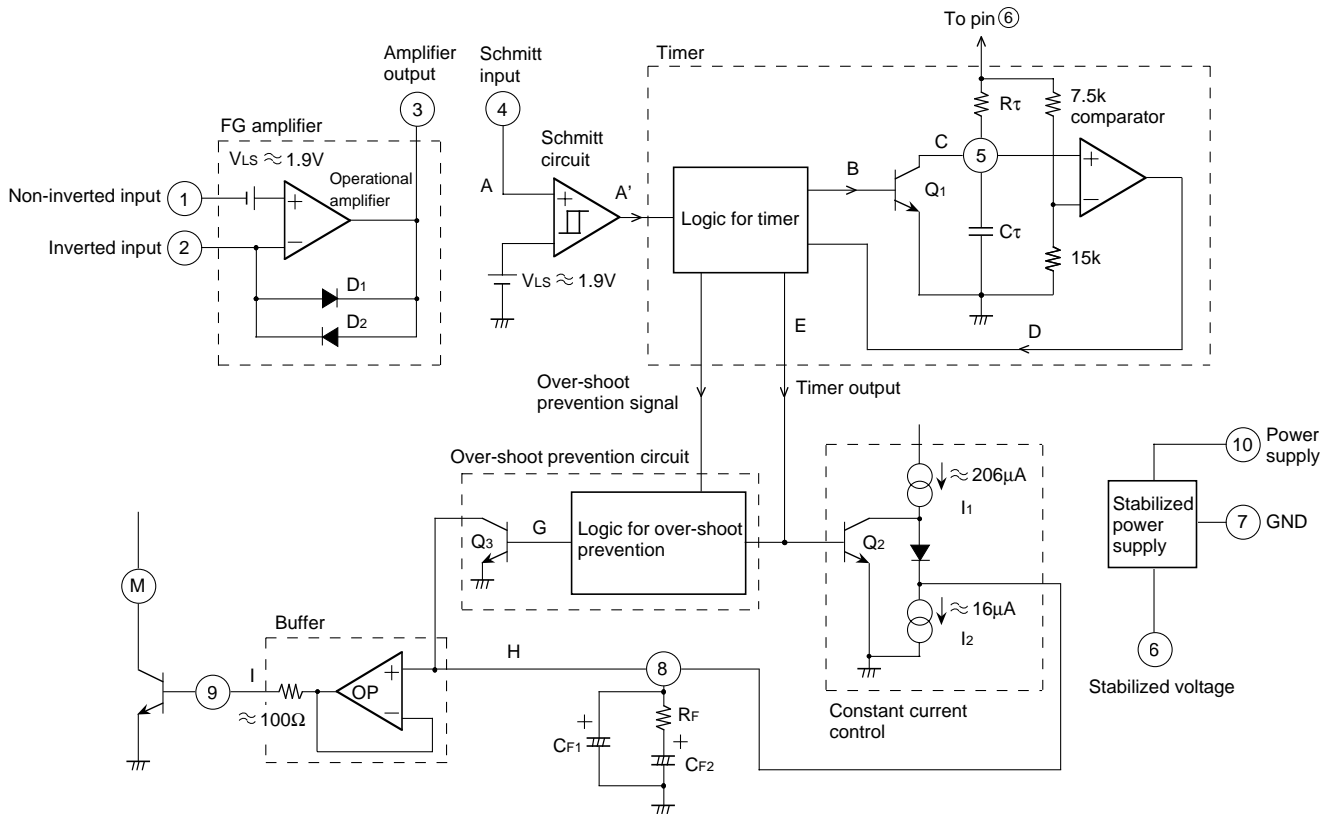 To pin ⑥
Amplifier
output
Schmitt
input
Timer
3
4
Rτ
7.5k
comparator
FG amplifier
VLS ≈ 1.9V
Schmitt
circuit
C
5
+
−
Non-inverted input
1
+
Operational
amplifier
A
A’
B
Q1
Logic for timer
+
Inverted input
2
−
Cτ
15k
VLS ≈ 1.9V
D1
D2
E
D
Over-shoot
prevention signal
Timer output
10
Power
supply
Over-shoot prevention circuit
≈ 206µA
I1
Stabilized
power
supply
7
GND
Q3
G
Logic for over-shoot
prevention
Q2
M
≈ 16µA
I2
Buffer
6
Stabilized voltage
H
8
9
I
OP
+
−
≈ 100Ω
RF
Constant current
control
+
CF1
+
CF2